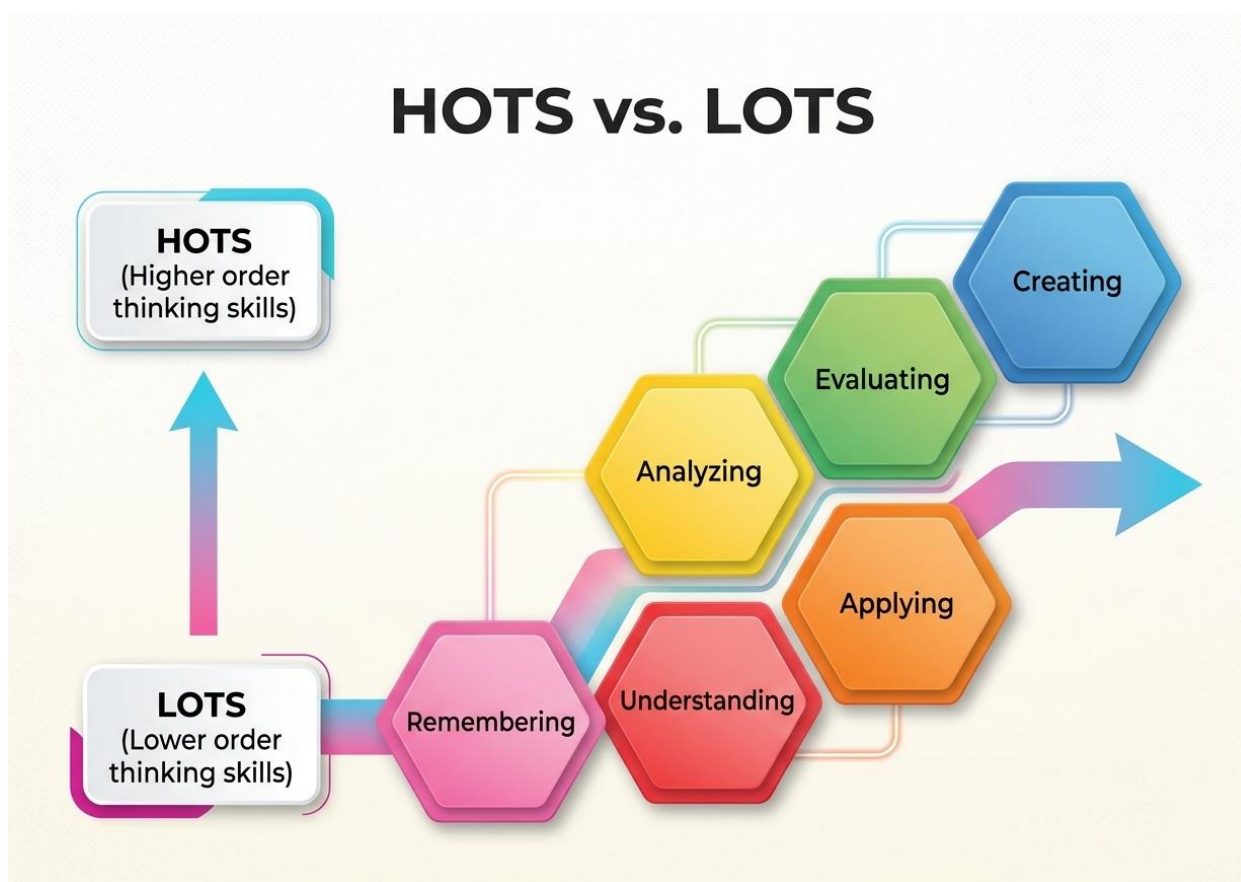 HOTS vs. LOTS
HOTS
(Higher order
thinking skills)
Creating
Evaluating
Analyzing
Applying
LOTS
(Lower order
thinking skills)
Remembering
Understanding